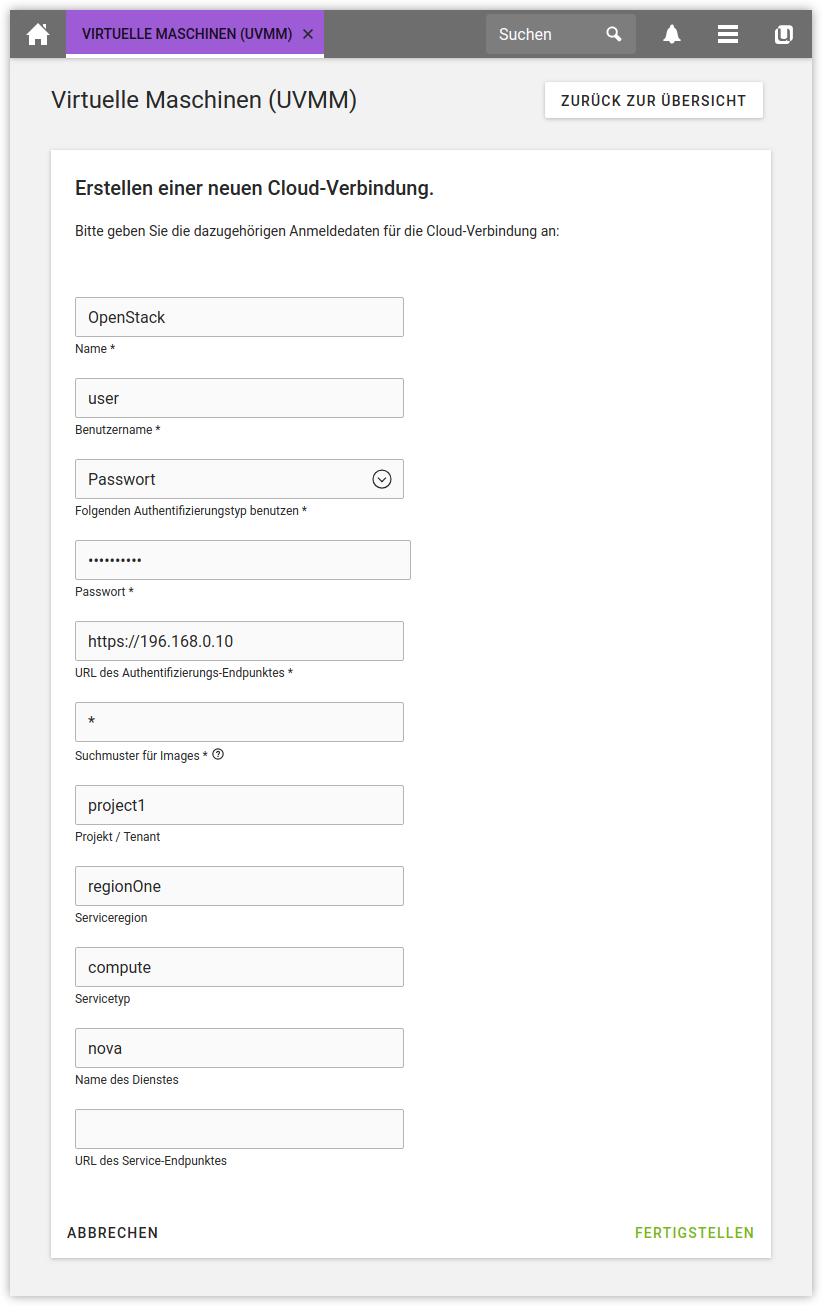 VIRTUELLE MASCHINEN (UVMM) ×
Suchen
Virtuelle Maschinen (UVMM)
ZURÜCK ZUR ÜBERSICHT
Erstellen einer neuen Cloud-Verbindung.
Bitte geben Sie die dazugehörigen Anmeldedaten für die Cloud-Verbindung an:
OpenStack
Name *
user
Benutzername *
Passwort
Folgenden Authentifizierungstyp benutzen *
••••••••••
Passwort *
https://196.168.0.10
URL des Authentifizierungs-Endpunktes *
*
Suchmuster für Images * ?
project1
Projekt / Tenant
regionOne
Serviceregion
compute
Servicetyp
nova
Name des Dienstes
URL des Service-Endpunktes
ABBRECHEN
FERTIGSTELLEN